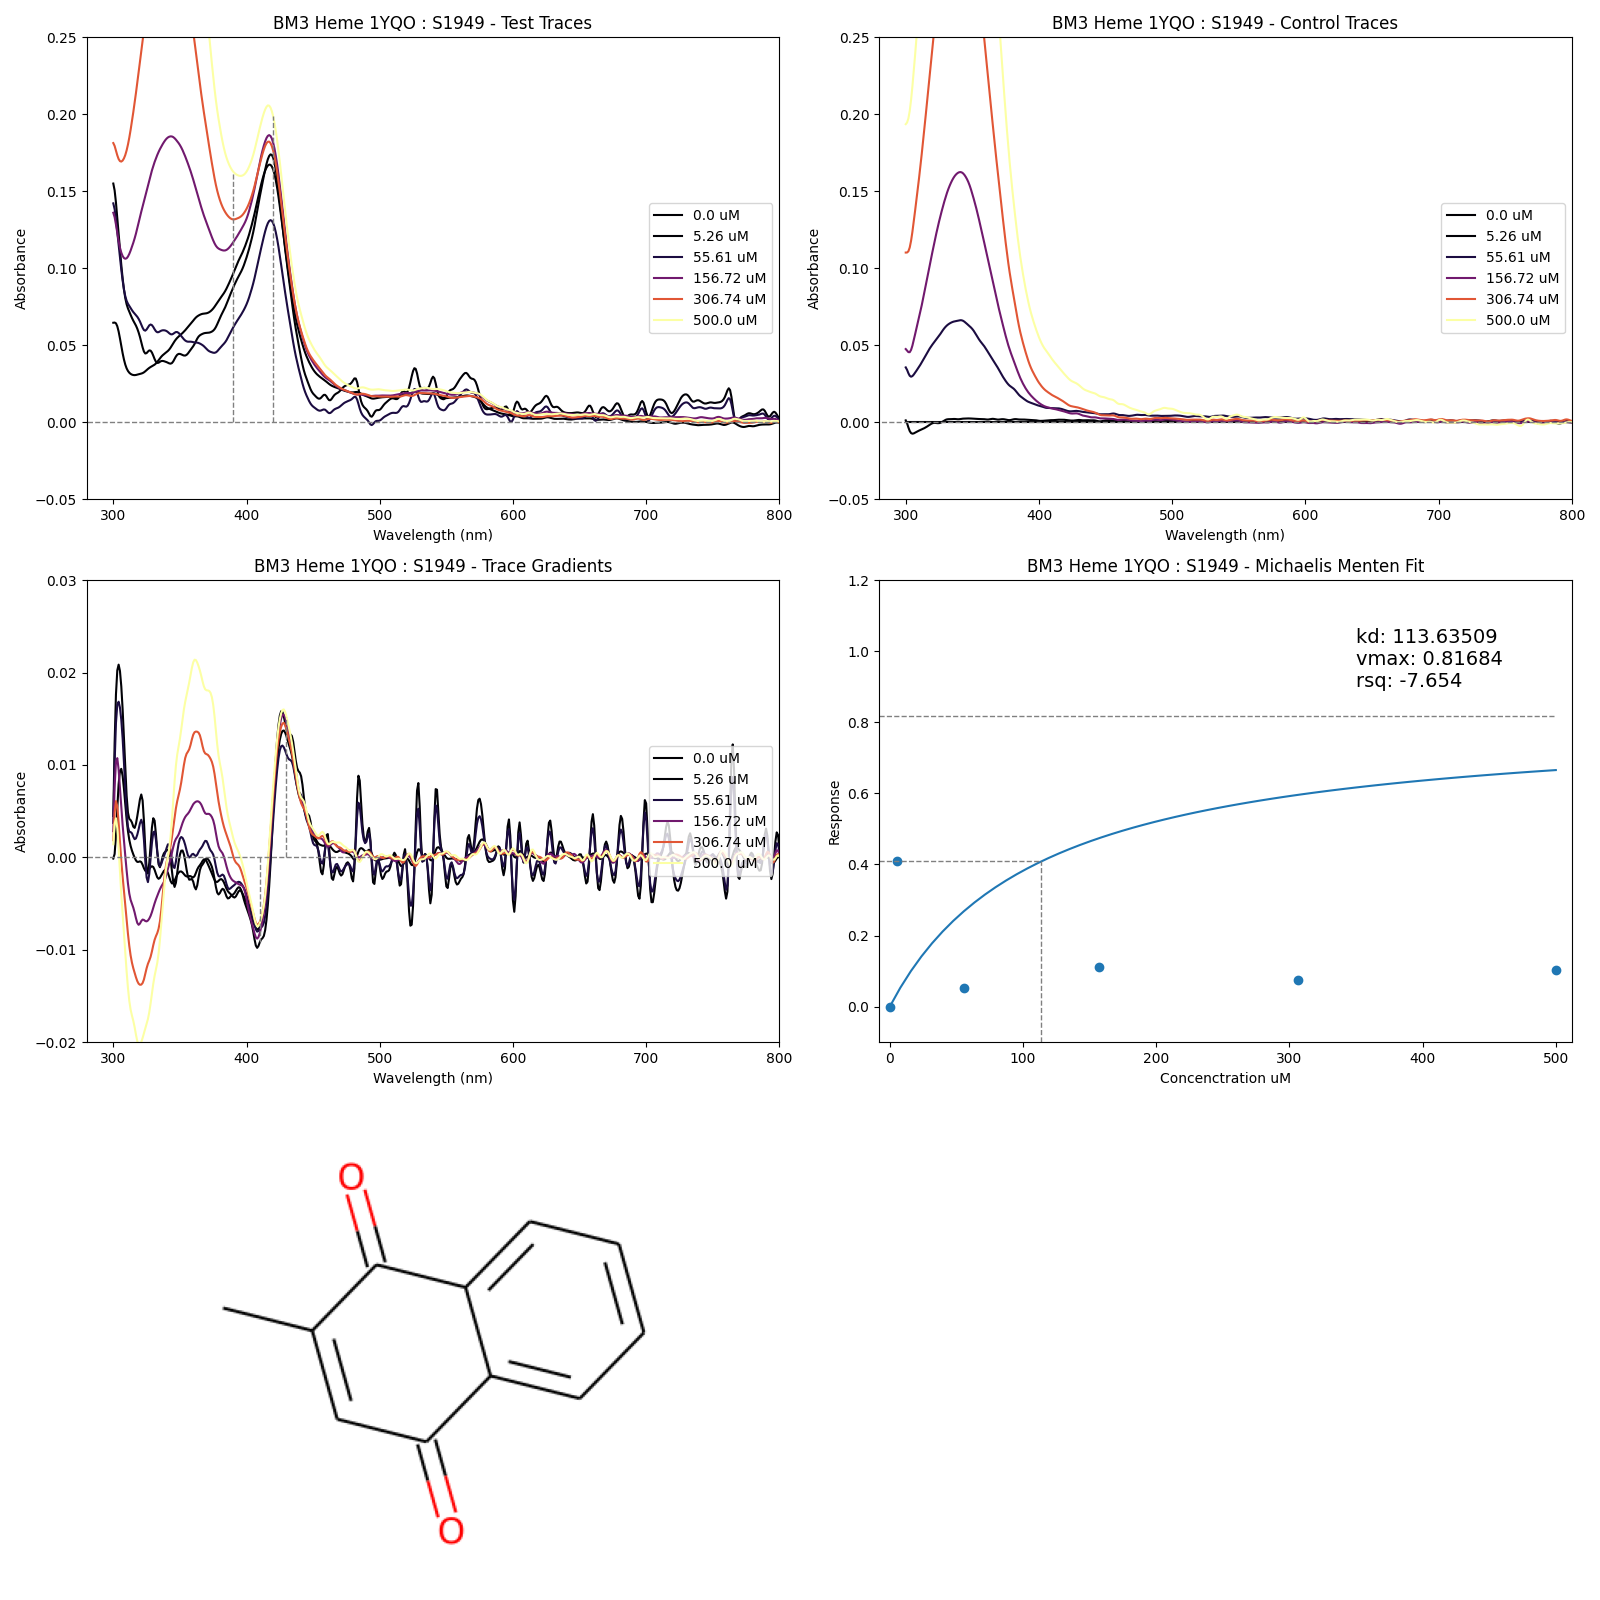 BM3 Heme 1YQO : S1949 - Test Traces
0.25
0.20
0.15
0.10
0.05
0.00
−0.05
Absorbance
300 400 500 600 700 800
Wavelength (nm)
0.0 uM
5.26 uM
55.61 uM
156.72 uM
306.74 uM
500.0 uM
BM3 Heme 1YQO : S1949 - Control Traces
0.25
0.20
0.15
0.10
0.05
0.00
−0.05
Absorbance
300 400 500 600 700 800
Wavelength (nm)
0.0 uM
5.26 uM
55.61 uM
156.72 uM
306.74 uM
500.0 uM
BM3 Heme 1YQO : S1949 - Trace Gradients
0.03
0.02
0.01
0.00
−0.01
−0.02
Absorbance
300 400 500 600 700 800
Wavelength (nm)
0.0 uM
5.26 uM
55.61 uM
156.72 uM
306.74 uM
500.0 uM
BM3 Heme 1YQO : S1949 - Michaelis Menten Fit
1.2
1.0
0.8
0.6
0.4
0.2
0.0
Response
kd: 113.63509
vmax: 0.81684
rsq: -7.654
0 100 200 300 400 500
Concenctration uM
O
O